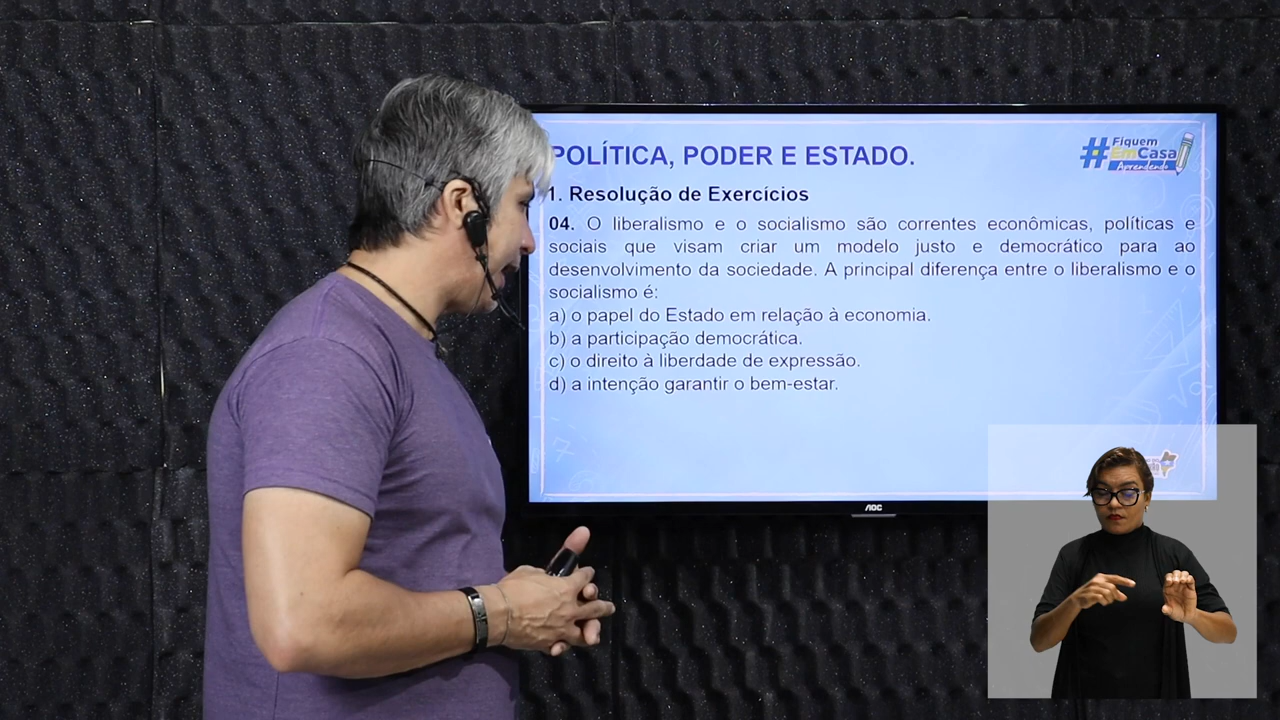 POLÍTICA, PODER E ESTADO.
#Fiquem
EmCasa
Aprendendo
1. Resolução de Exercícios
04. O liberalismo e o socialismo são correntes econômicas, políticas e
sociais que visam criar um modelo justo e democrático para ao
desenvolvimento da sociedade. A principal diferença entre o liberalismo e o
socialismo é:
a) o papel do Estado em relação à economia.
b) a participação democrática.
c) o direito à liberdade de expressão.
d) a intenção garantir o bem-estar.
AOC